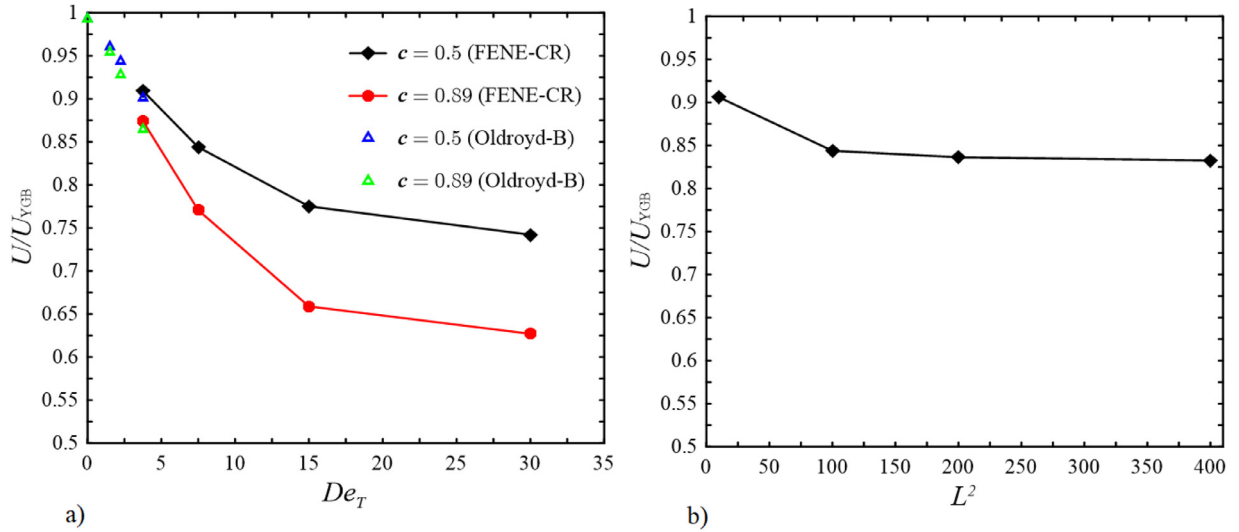 1
0.95
0.9
0.85
0.8
0.75
0.7
0.65
0.6
0.55
0.5
U/U_YGB
0 5 10 15 20 25 30 35
De_T
a)
c = 0.5 (FENE-CR)
c = 0.89 (FENE-CR)
c = 0.5 (Oldroyd-B)
c = 0.89 (Oldroyd-B)
1
0.95
0.9
0.85
0.8
0.75
0.7
0.65
0.6
0.55
0.5
U/U_YGB
0 50 100 150 200 250 300 350 400
L²
b)